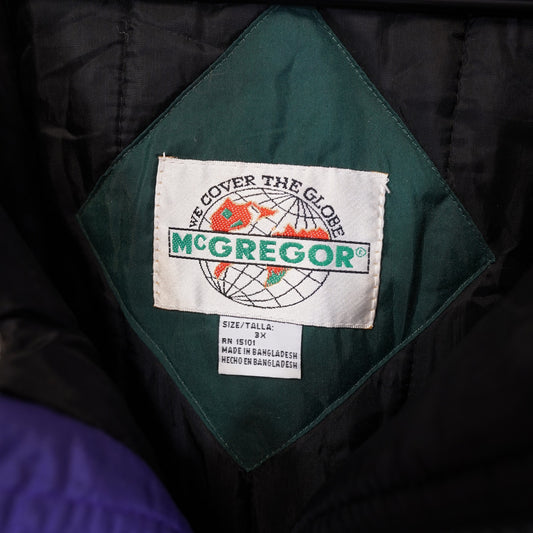 WE COVER THE GLOBE
McGREGOR©
SIZE/TALLA:
3X
RN 15101
MADE IN BANGLADESH
HECHO EN BANGLADESH